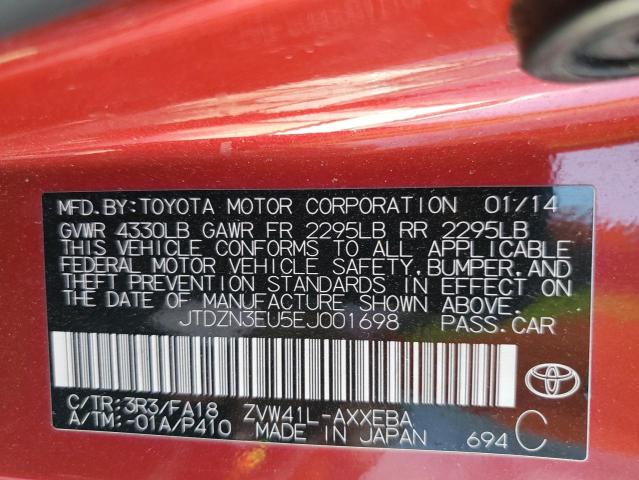 MFD.BY:TOYOTA MOTOR CORPORATION 01/14
GVWR 4330LB GAWR FR 2295LB RR 2295LB
THIS VEHICLE CONFORMS TO ALL APPLICABLE
FEDERAL MOTOR VEHICLE SAFETY,BUMPER,AND
THEFT PREVENTION STANDARDS IN EFFECT ON
THE DATE OF MANUFACTURE SHOWN ABOVE.
JTDZN3EU5EJ001698 PASS.CAR
C/TR:3R3/FA18 ZVW41L-AXXEBA
A/TM:-01A/P410 MADE IN JAPAN 694 C